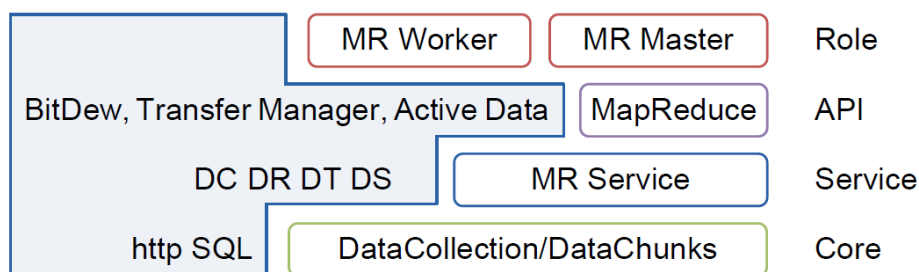 MR Worker MR Master Role
BitDew, Transfer Manager, Active Data MapReduce API
DC DR DT DS MR Service Service
http SQL DataCollection/DataChunks Core